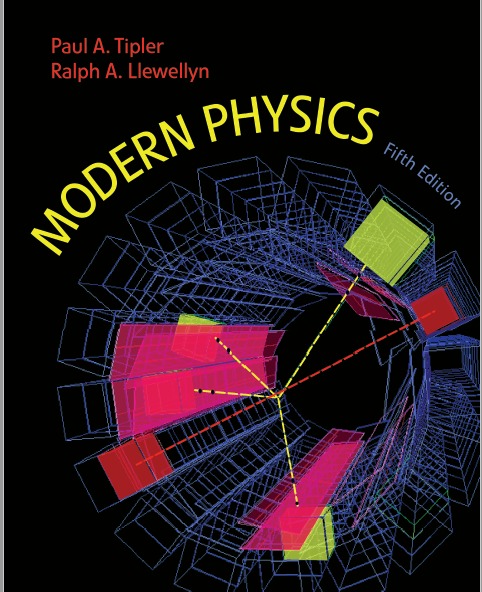 Paul A. Tipler
Ralph A. Llewellyn
MODERN PHYSICS
Fifth Edition